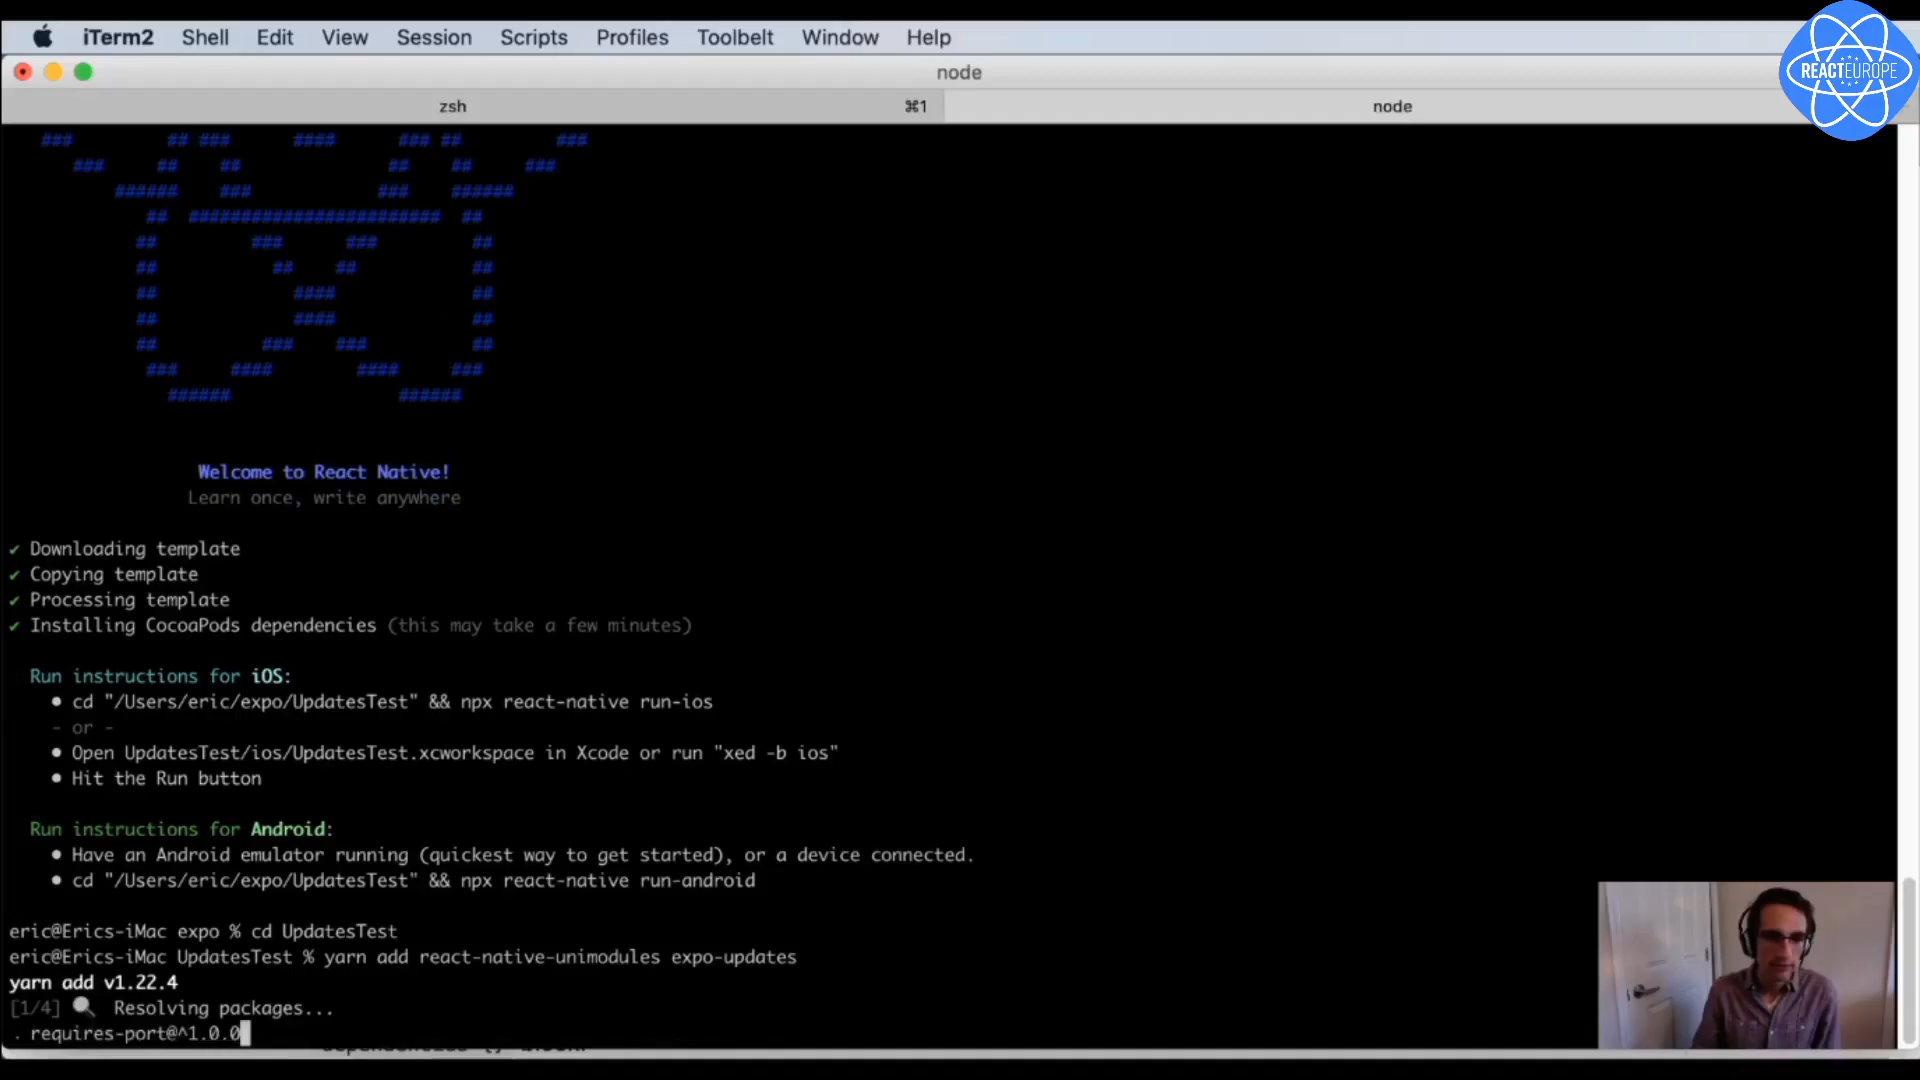 iTerm2 Shell Edit View Session Scripts Profiles Toolbelt Window Help
REACTEUROPE
node
zsh ⌘1 node
### ## ### #### ### ## ###
### ## ## ## ## ###
###### ### ### ######
## ######################## ##
## ### ### ##
## ## ## ##
## #### ##
## #### ##
## ### ### ##
### #### #### ###
###### ######
Welcome to React Native!
Learn once, write anywhere
✔ Downloading template
✔ Copying template
✔ Processing template
✔ Installing CocoaPods dependencies (this may take a few minutes)
Run instructions for iOS:
• cd "/Users/eric/expo/UpdatesTest" && npx react-native run-ios
- or -
• Open UpdatesTest/ios/UpdatesTest.xcworkspace in Xcode or run "xed -b ios"
• Hit the Run button
Run instructions for Android:
• Have an Android emulator running (quickest way to get started), or a device connected.
• cd "/Users/eric/expo/UpdatesTest" && npx react-native run-android
eric@Erics-iMac expo % cd UpdatesTest
eric@Erics-iMac UpdatesTest % yarn add react-native-unimodules expo-updates
yarn add v1.22.4
[1/4] 🔍 Resolving packages...
. requires-port@^1.0.0